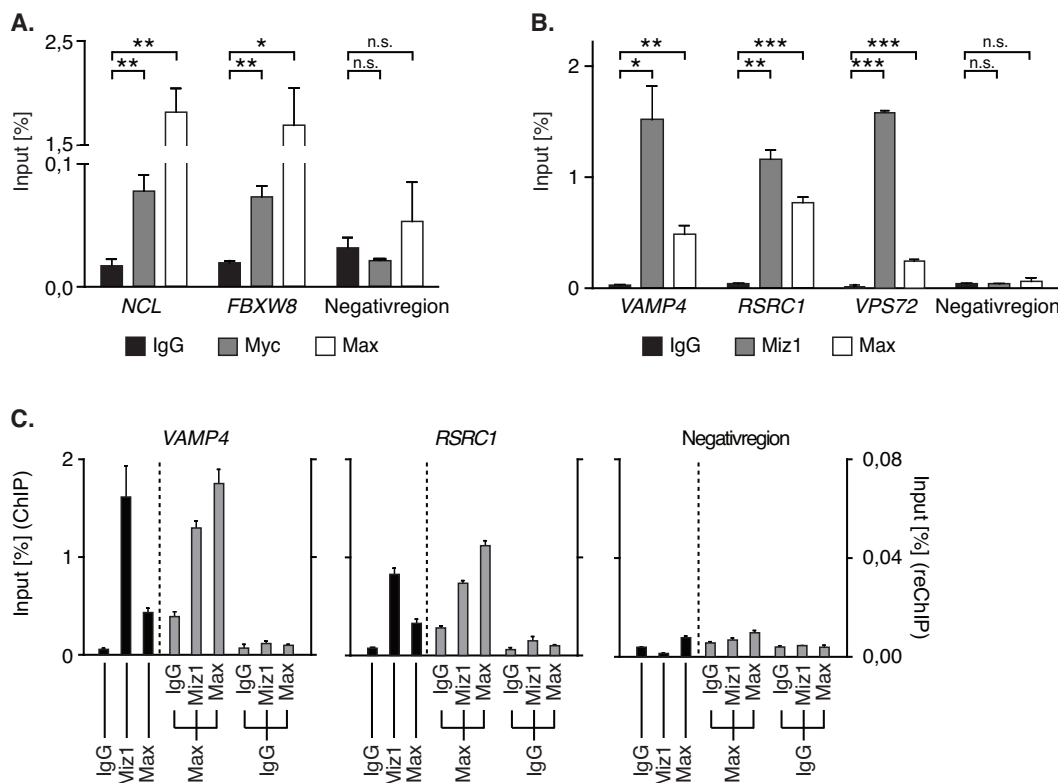 A.
2,5
1,5
0,1
0,0
Input [%]
** ** * ** n.s. n.s.
NCL FBXW8 Negativregion
IgG Myc Max
B.
2
1
0
Input [%]
** * *** ** *** *** n.s. n.s.
VAMP4 RSRC1 VPS72 Negativregion
IgG Miz1 Max
C.
VAMP4 RSRC1 Negativregion
2
1
0
Input [%] (ChIP)
0,08
0,04
0,00
Input [%] (reChIP)
IgG Miz1 Max IgG Miz1 Max
IgG Miz1 Max IgG Miz1 Max
IgG Miz1 Max IgG Miz1 Max
IgG Miz1 Max Max IgG
IgG Miz1 Max Max IgG
IgG Miz1 Max Max IgG